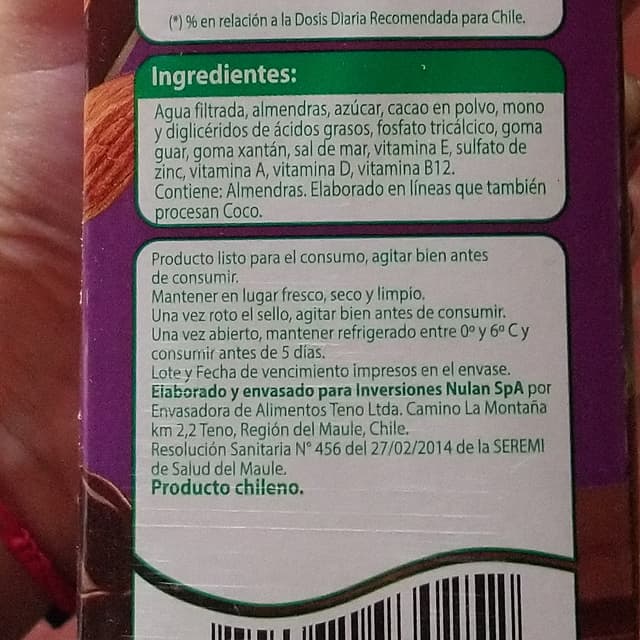 (*) % en relación a la Dosis Diaria Recomendada para Chile.
Ingredientes:
Agua filtrada, almendras, azúcar, cacao en polvo, mono
y diglicéridos de ácidos grasos, fosfato tricálcico, goma
guar, goma xantán, sal de mar, vitamina E, sulfato de
zinc, vitamina A, vitamina D, vitamina B12.
Contiene: Almendras. Elaborado en líneas que también
procesan Coco.
Producto listo para el consumo, agitar bien antes
de consumir.
Mantener en lugar fresco, seco y limpio.
Una vez roto el sello, agitar bien antes de consumir.
Una vez abierto, mantener refrigerado entre 0º y 6º C y
consumir antes de 5 días.
Lote y Fecha de vencimiento impresos en el envase.
Elaborado y envasado para Inversiones Nulan SpA por
Envasadora de Alimentos Teno Ltda. Camino La Montaña
km 2,2 Teno, Región del Maule, Chile.
Resolución Sanitaria N° 456 del 27/02/2014 de la SEREMI
de Salud del Maule.
Producto chileno.